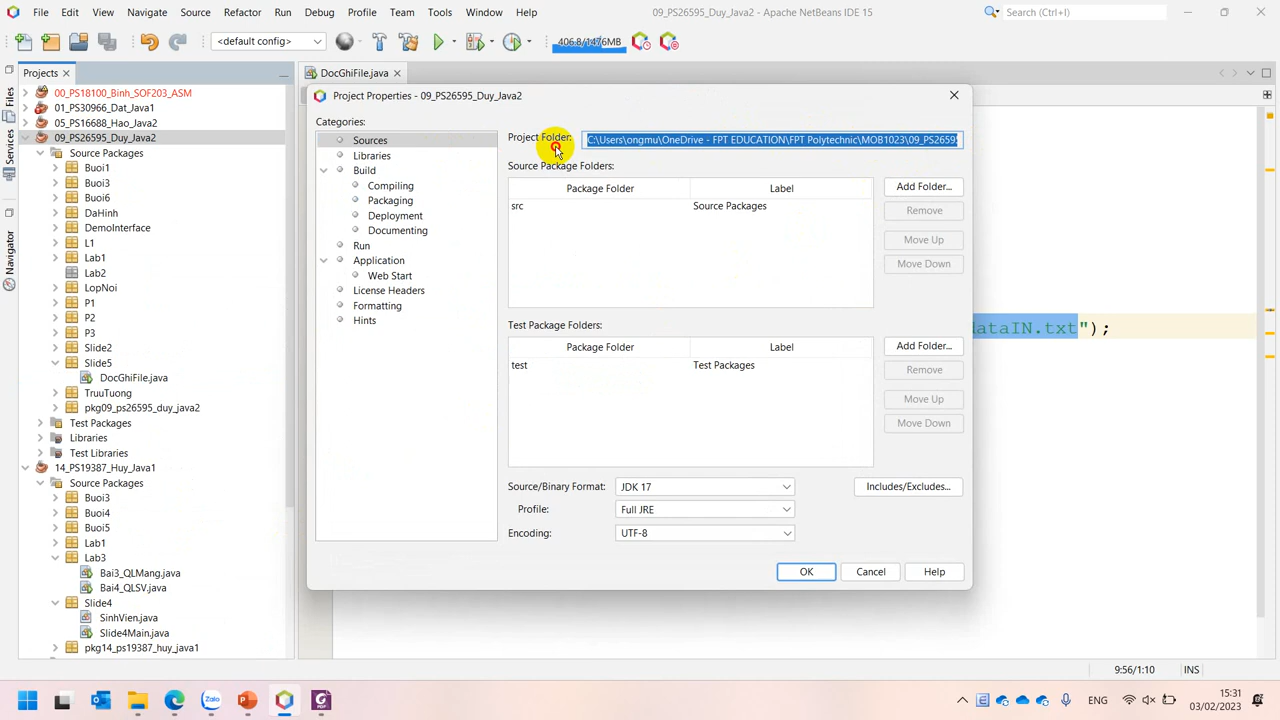 File Edit View Navigate Source Refactor Run Debug Profile Team Tools Window Help
09_PS26595_Duy_Java2 - Apache NetBeans IDE 15
Search (Ctrl+I)
<default config>
406.8/1476MB
Projects
DocGhiFile.java
Files
Services
Navigator
00_PS18100_Binh_SOF203_ASM
01_PS30966_Dat_Java1
05_PS16688_Hao_Java2
09_PS26595_Duy_Java2
Source Packages
Buoi1
Buoi3
Buoi6
DaHinh
DemoInterface
L1
Lab1
Lab2
LopNoi
P1
P2
P3
Slide2
Slide5
DocGhiFile.java
TruuTuong
pkg09_ps26595_duy_java2
Test Packages
Libraries
Test Libraries
14_PS19387_Huy_Java1
Source Packages
Buoi3
Buoi4
Buoi5
Lab1
Lab3
Bai3_QLMang.java
Bai4_QLSV.java
Slide4
SinhVien.java
Slide4Main.java
pkg14_ps19387_huy_java1
Project Properties - 09_PS26595_Duy_Java2
Categories:
Sources
Libraries
Build
Compiling
Packaging
Deployment
Documenting
Run
Application
Web Start
License Headers
Formatting
Hints
Project Folder: C:\Users\ongmu\OneDrive - FPT EDUCATION\FPT Polytechnic\MOB1023\09_PS26595
Source Package Folders:
Package Folder Label
src Source Packages
Add Folder...
Remove
Move Up
Move Down
Test Package Folders:
Package Folder Label
test Test Packages
Add Folder...
Remove
Move Up
Move Down
Source/Binary Format: JDK 17
Includes/Excludes...
Profile: Full JRE
Encoding: UTF-8
OK Cancel Help
dataIN.txt");
9:56/1:10 INS
Zalo
ENG
15:31
03/02/2023